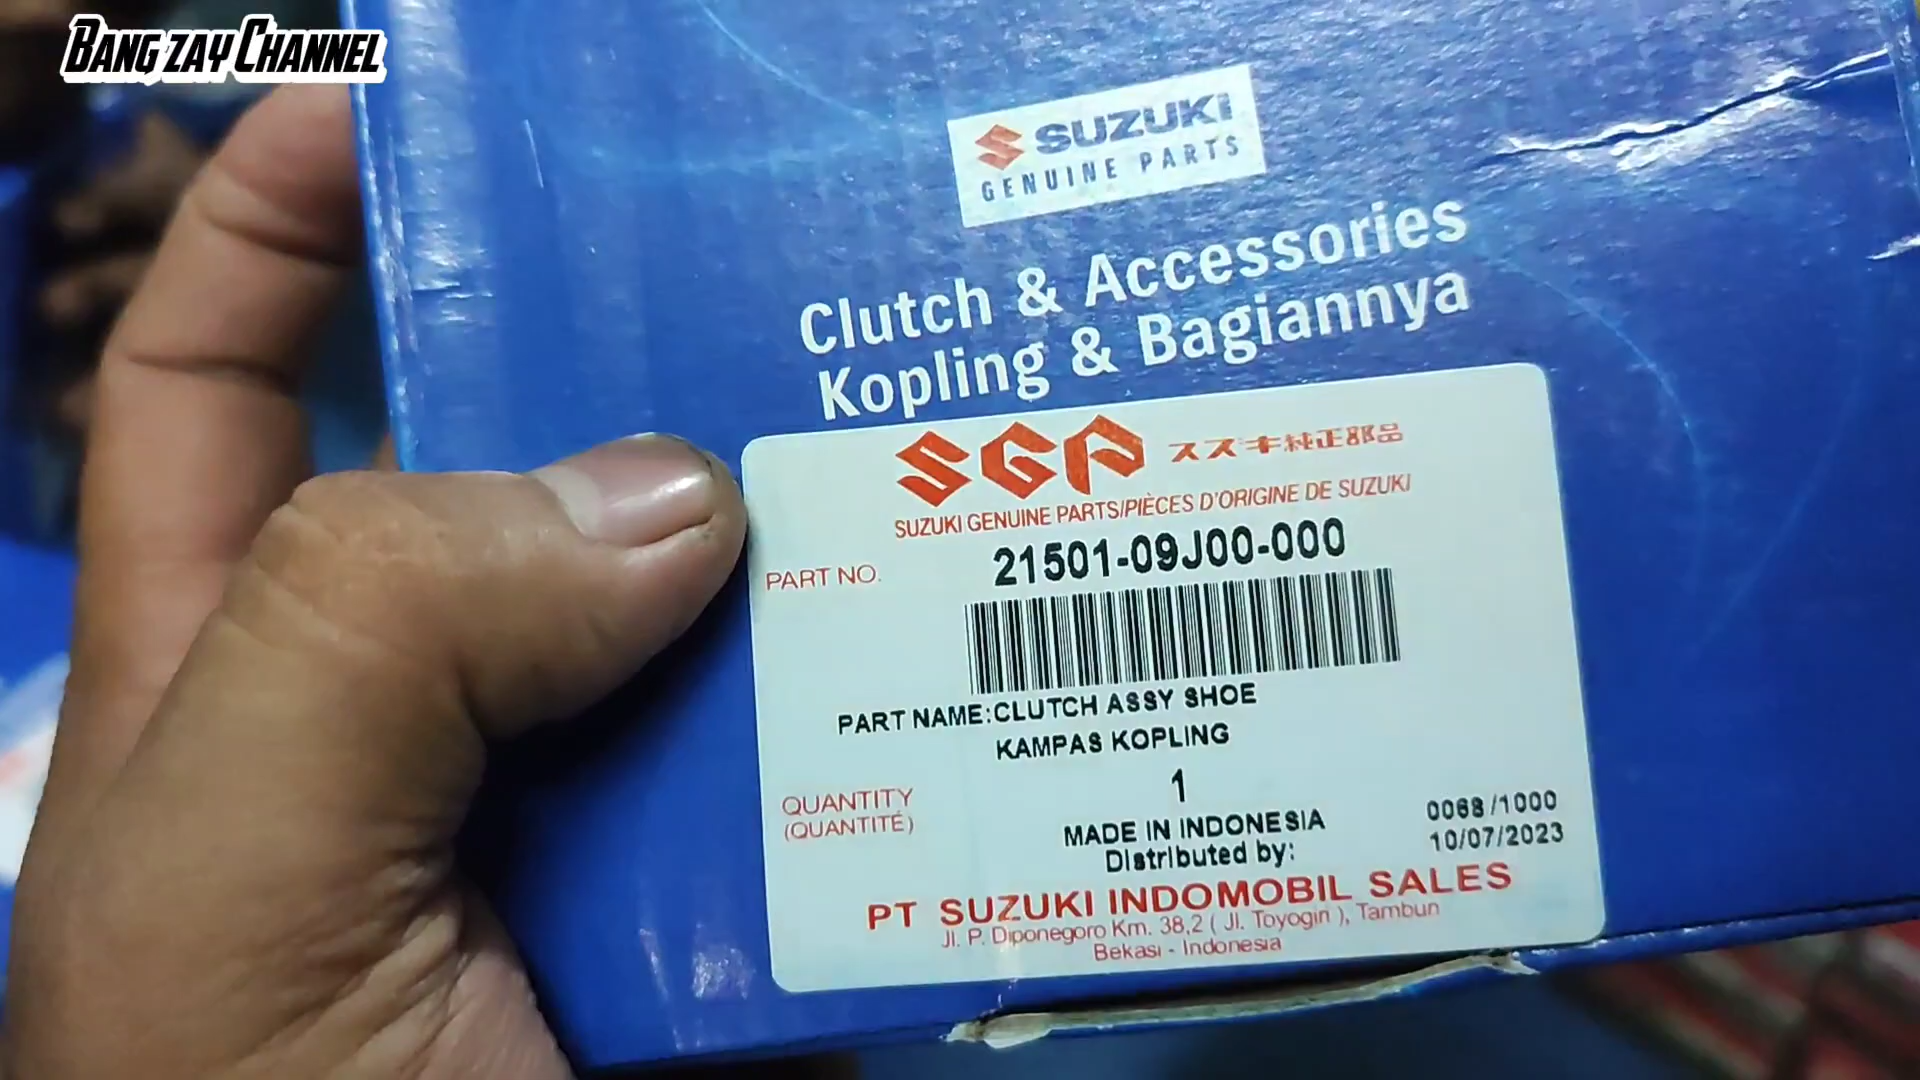 BANG ZAY CHANNEL
SUZUKI
GENUINE PARTS
Clutch & Accessories
Kopling & Bagiannya
SGP スズキ純正部品
SUZUKI GENUINE PARTS/PIÈCES D'ORIGINE DE SUZUKI
PART NO. 21501-09J00-000
PART NAME:CLUTCH ASSY SHOE
KAMPAS KOPLING
QUANTITY 1
(QUANTITÉ)
0068/1000
MADE IN INDONESIA 10/07/2023
Distributed by:
PT SUZUKI INDOMOBIL SALES
Jl. P. Diponegoro Km. 38,2 ( Jl. Toyogiri ), Tambun
Bekasi - Indonesia